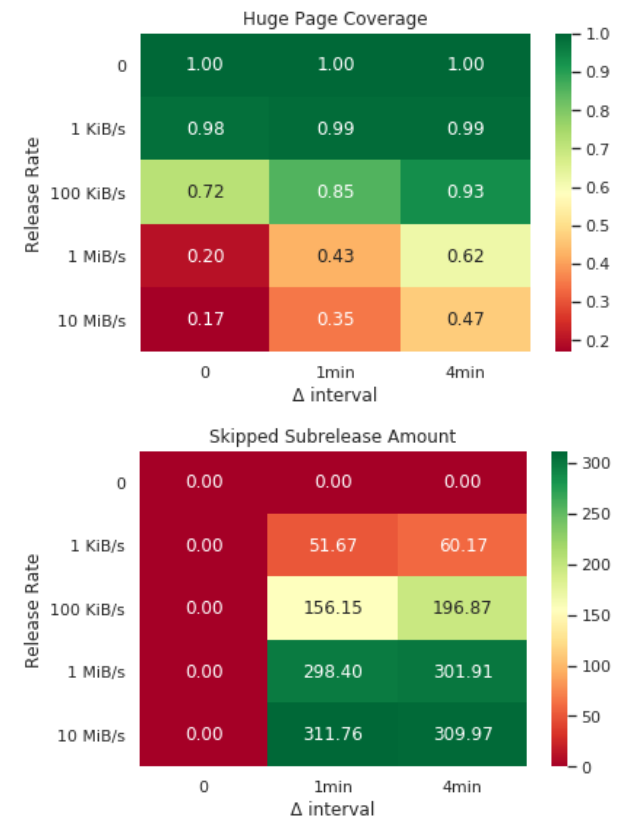 Huge Page Coverage
Release Rate
0 1.00 1.00 1.00
1 KiB/s 0.98 0.99 0.99
100 KiB/s 0.72 0.85 0.93
1 MiB/s 0.20 0.43 0.62
10 MiB/s 0.17 0.35 0.47
0 1min 4min
Δ interval
1.0
0.9
0.8
0.7
0.6
0.5
0.4
0.3
0.2
Skipped Subrelease Amount
Release Rate
0 0.00 0.00 0.00
1 KiB/s 0.00 51.67 60.17
100 KiB/s 0.00 156.15 196.87
1 MiB/s 0.00 298.40 301.91
10 MiB/s 0.00 311.76 309.97
0 1min 4min
Δ interval
300
250
200
150
100
50
0